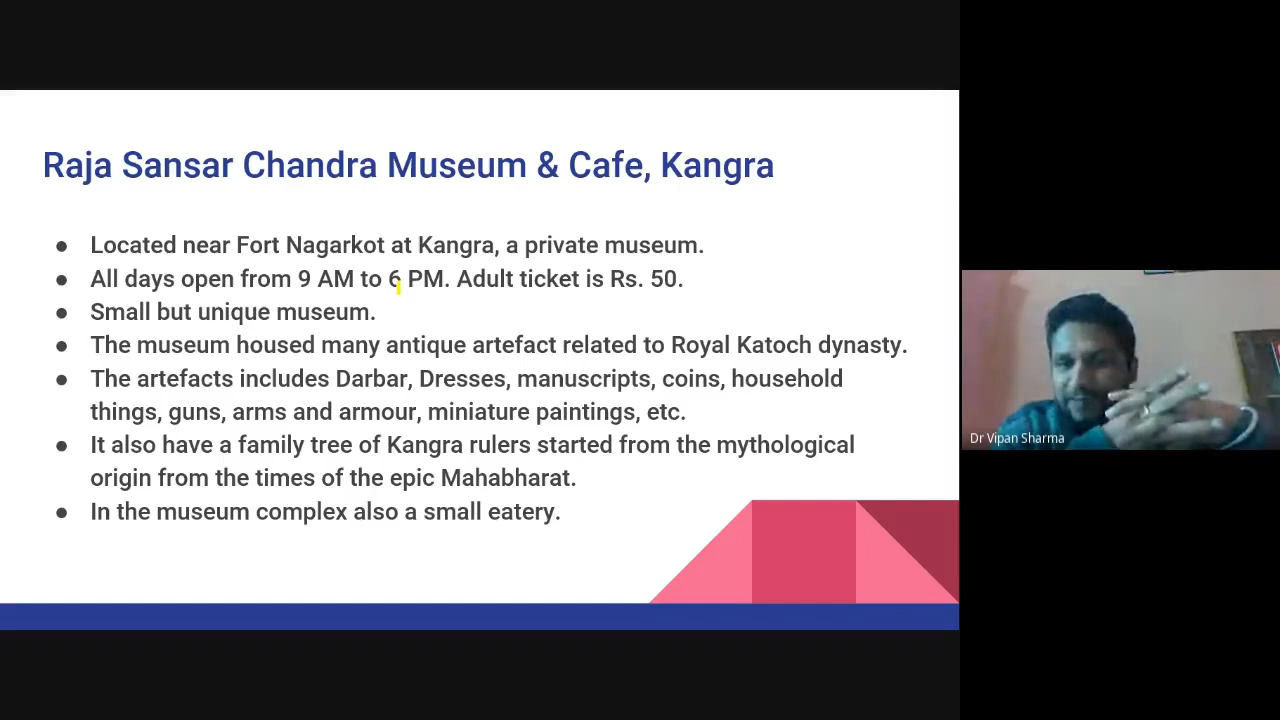 Raja Sansar Chandra Museum & Cafe, Kangra
● Located near Fort Nagarkot at Kangra, a private museum.
● All days open from 9 AM to 6 PM. Adult ticket is Rs. 50.
● Small but unique museum.
● The museum housed many antique artefact related to Royal Katoch dynasty.
● The artefacts includes Darbar, Dresses, manuscripts, coins, household
things, guns, arms and armour, miniature paintings, etc.
● It also have a family tree of Kangra rulers started from the mythological
origin from the times of the epic Mahabharat.
● In the museum complex also a small eatery.
Dr Vipan Sharma